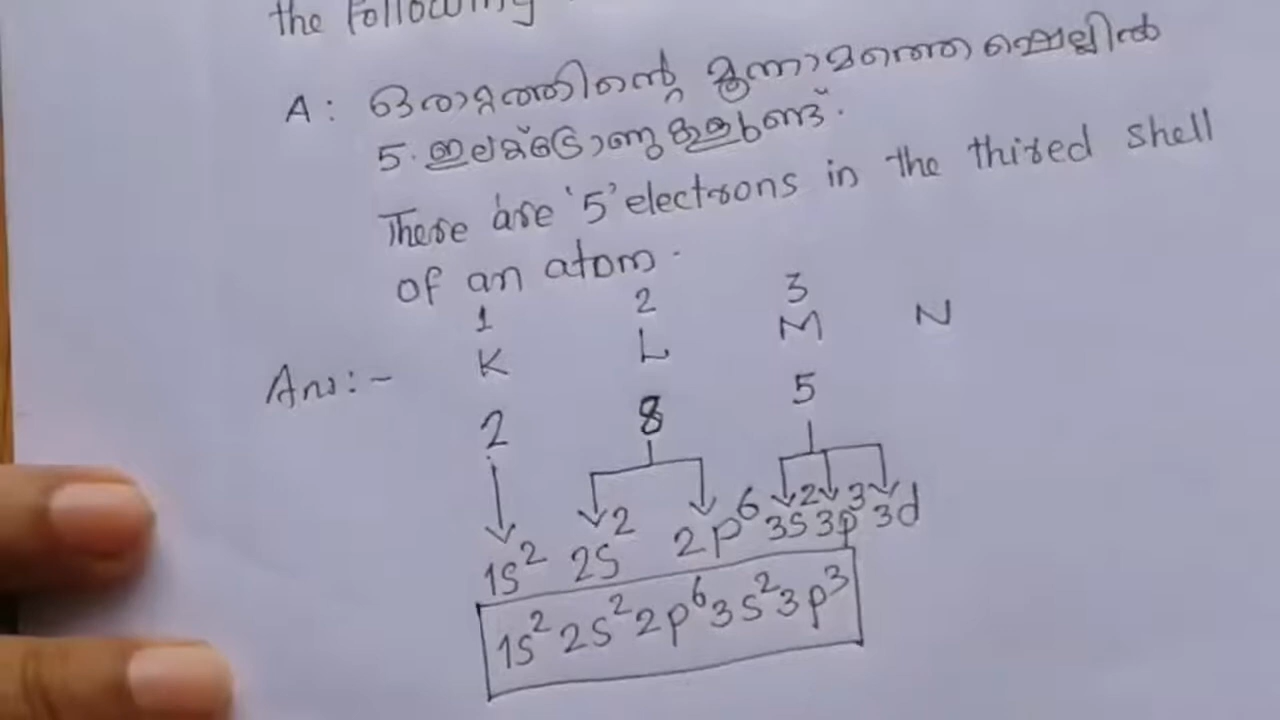 the following
A: ഒരാറ്റത്തിന്റെ മൂന്നാമത്തെ ഷെല്ലിൽ
5 ഇലക്ട്രോണുകളുണ്ട്.
There are '5' electrons in the thired shell
of an atom.
1 2 3
Ans:- K L M N
2 8 5
1s² 2s² 2p⁶ 3s² 3p³ 3d
1s² 2s² 2p⁶ 3s² 3p³